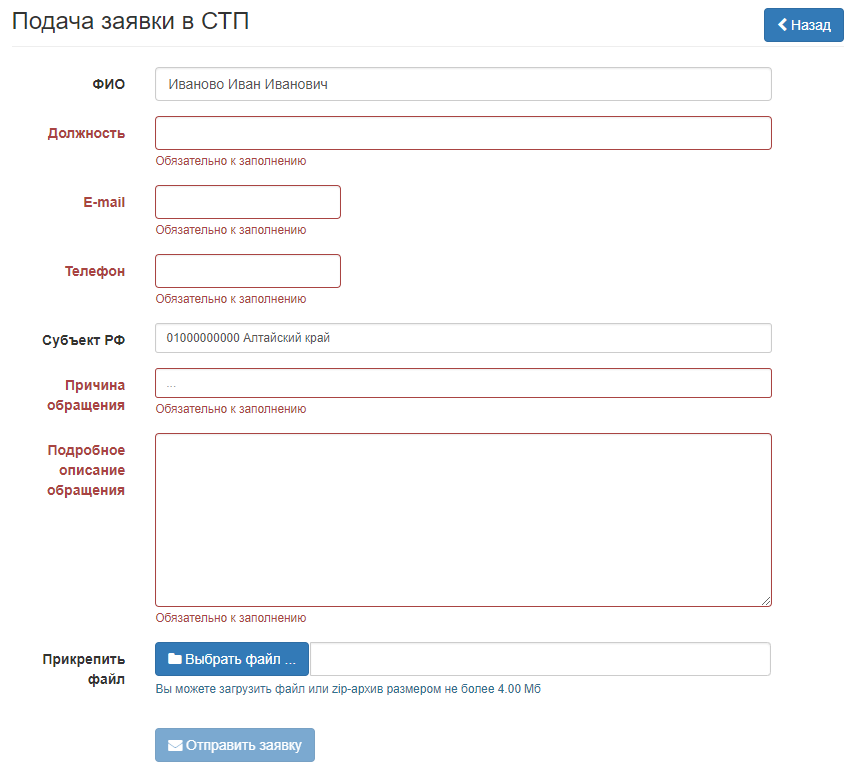 Подача заявки в СТП
Назад
ФИО
Иваново Иван Иванович
Должность
Обязательно к заполнению
E-mail
Обязательно к заполнению
Телефон
Обязательно к заполнению
Субъект РФ
01000000000 Алтайский край
Причина
обращения
...
Обязательно к заполнению
Подробное
описание
обращения
Обязательно к заполнению
Прикрепить
файл
Выбрать файл ...
Вы можете загрузить файл или zip-архив размером не более 4.00 Мб
Отправить заявку